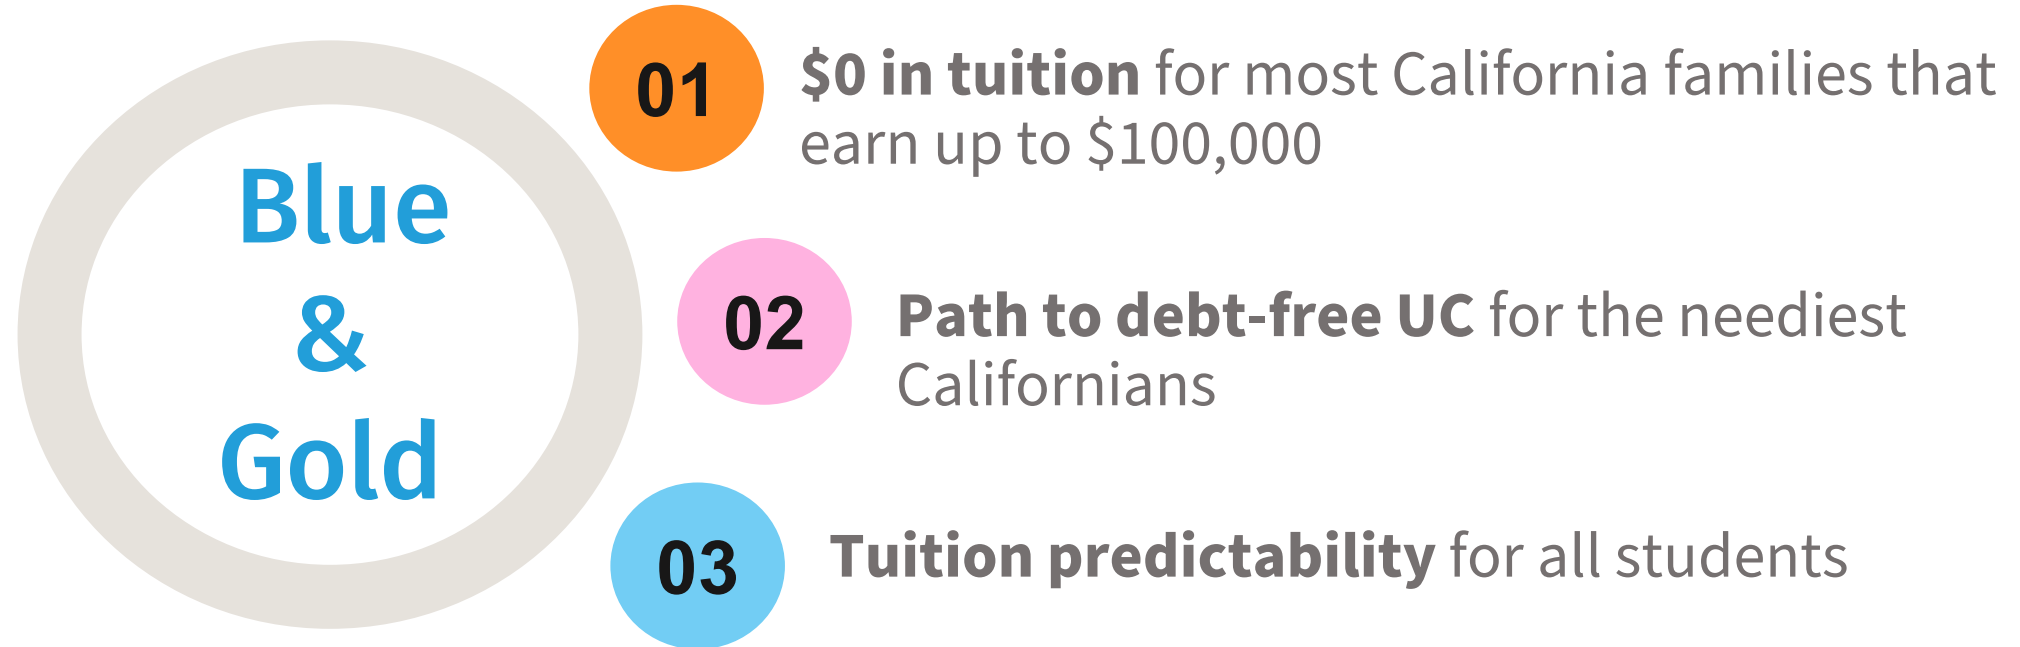 Blue
&
Gold
01
$0 in tuition for most California families that
earn up to $100,000
02
Path to debt-free UC for the neediest
Californians
03
Tuition predictability for all students